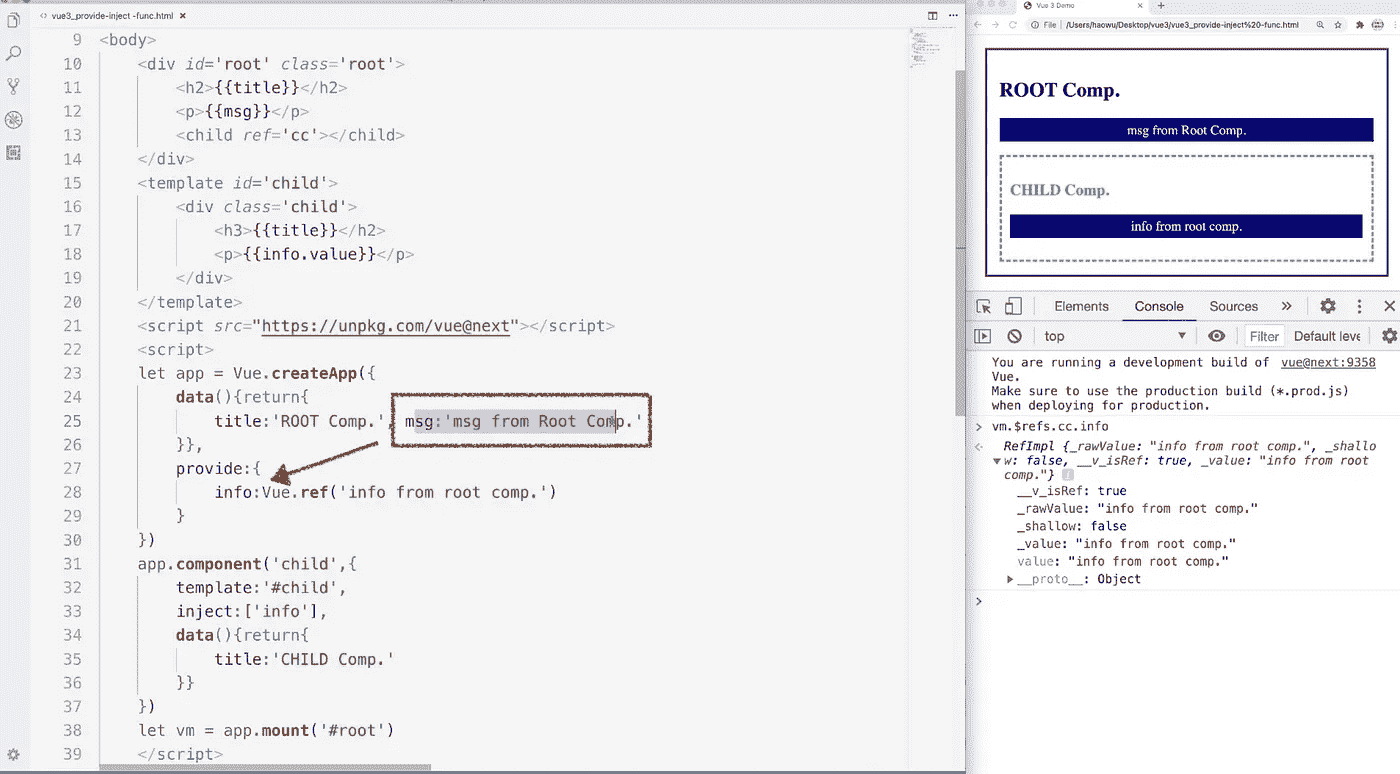 vue3_provide-inject -func.html ×
9 <body>
10 <div id='root' class='root'>
11 <h2>{{title}}</h2>
12 <p>{{msg}}</p>
13 <child ref='cc'></child>
14 </div>
15 <template id='child'>
16 <div class='child'>
17 <h3>{{title}}</h2>
18 <p>{{info.value}}</p>
19 </div>
20 </template>
21 <script src="https://unpkg.com/vue@next"></script>
22 <script>
23 let app = Vue.createApp({
24 data(){return{
25 title:'ROOT Comp.', msg:'msg from Root Comp.'
26 }},
27 provide:{
28 info:Vue.ref('info from root comp.')
29 }
30 })
31 app.component('child',{
32 template:'#child',
33 inject:['info'],
34 data(){return{
35 title:'CHILD Comp.'
36 }}
37 })
38 let vm = app.mount('#root')
39 </script>
Vue 3 Demo
File | /Users/haowu/Desktop/vue3/vue3_provide-inject%20-func.html
ROOT Comp.
msg from Root Comp.
CHILD Comp.
info from root comp.
Elements Console Sources »
top Filter Default leve
You are running a development build of vue@next:9358
Vue.
Make sure to use the production build (*.prod.js)
when deploying for production.
> vm.$refs.cc.info
RefImpl {_rawValue: "info from root comp.", _shallo
w: false, __v_isRef: true, _value: "info from root
comp."}
__v_isRef: true
_rawValue: "info from root comp."
_shallow: false
_value: "info from root comp."
value: "info from root comp."
__proto__: Object
>